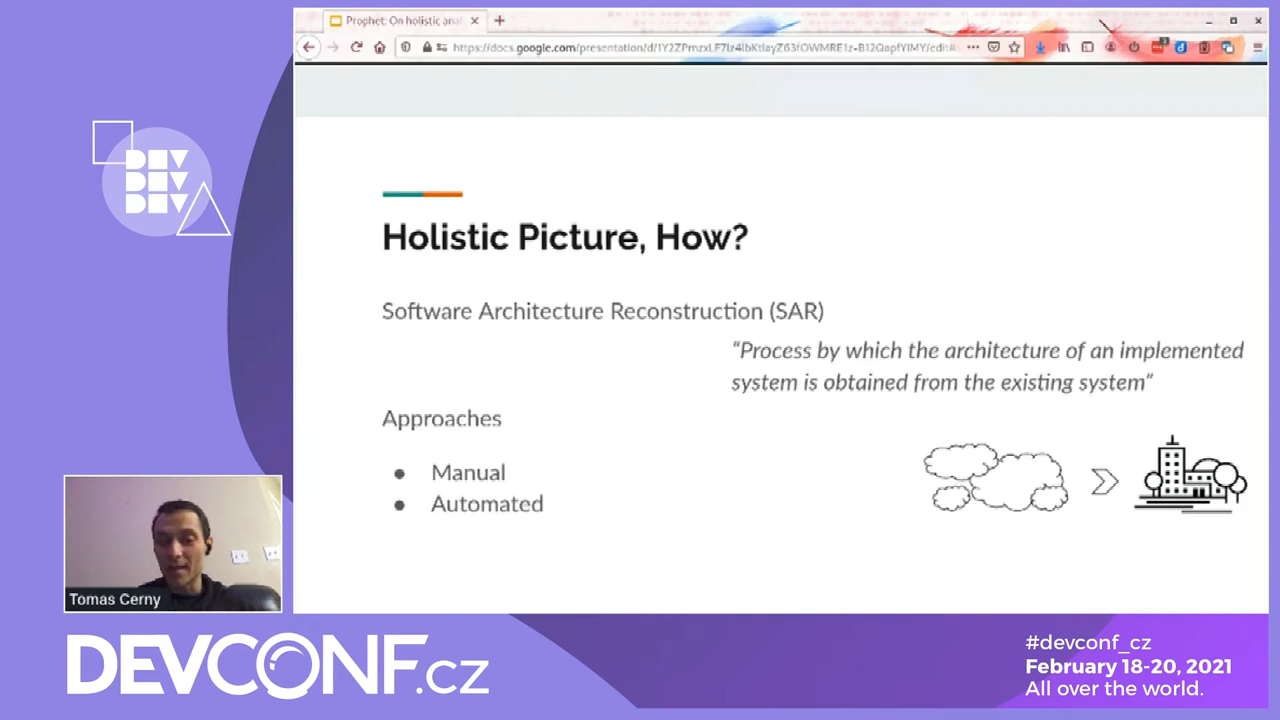 Prophet: On holistic anal
https://docs.google.com/presentation/d/
DEV
DEV
DEV
Holistic Picture, How?
Software Architecture Reconstruction (SAR)
“Process by which the architecture of an implemented
system is obtained from the existing system”
Approaches
● Manual
● Automated
Tomas Cerny
DEVCONF.cz
#devconf_cz
February 18-20, 2021
All over the world.